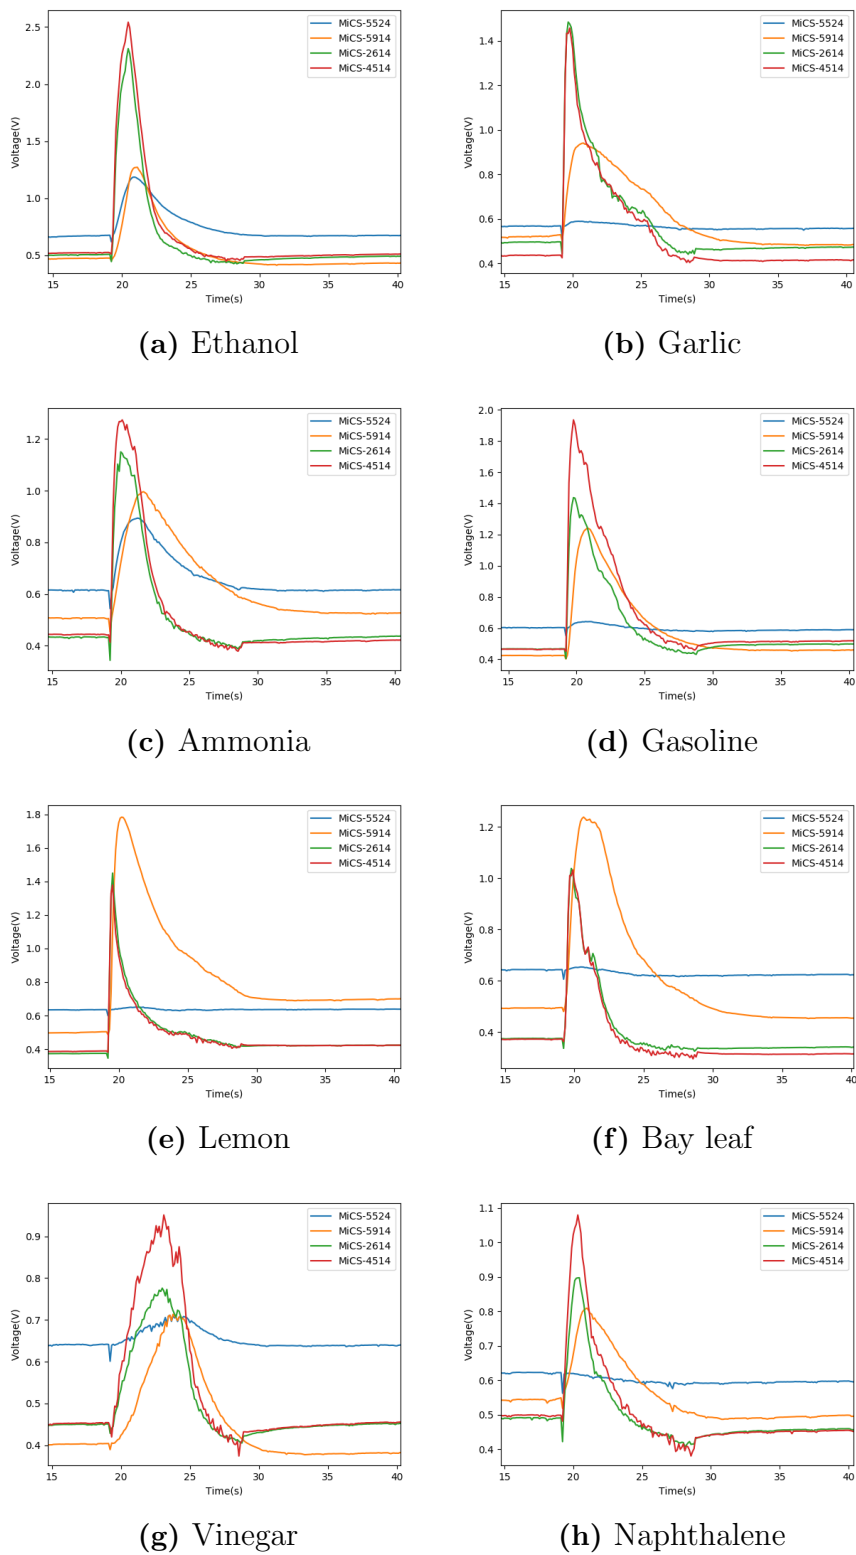 2.5
2.0
1.5
1.0
0.5
Voltage(V)
MiCS-5524
MiCS-5914
MiCS-2614
MiCS-4514
15 20 25 30 35 40
Time(s)
(a) Ethanol
1.4
1.2
1.0
0.8
0.6
0.4
Voltage(V)
MiCS-5524
MiCS-5914
MiCS-2614
MiCS-4514
15 20 25 30 35 40
Time(s)
(b) Garlic
1.2
1.0
0.8
0.6
0.4
Voltage(V)
MiCS-5524
MiCS-5914
MiCS-2614
MiCS-4514
15 20 25 30 35 40
Time(s)
(c) Ammonia
2.0
1.8
1.6
1.4
1.2
1.0
0.8
0.6
0.4
Voltage(V)
MiCS-5524
MiCS-5914
MiCS-2614
MiCS-4514
15 20 25 30 35 40
Time(s)
(d) Gasoline
1.8
1.6
1.4
1.2
1.0
0.8
0.6
0.4
Voltage(V)
MiCS-5524
MiCS-5914
MiCS-2614
MiCS-4514
15 20 25 30 35 40
Time(s)
(e) Lemon
1.2
1.0
0.8
0.6
0.4
Voltage(V)
MiCS-5524
MiCS-5914
MiCS-2614
MiCS-4514
15 20 25 30 35 40
Time(s)
(f) Bay leaf
0.9
0.8
0.7
0.6
0.5
0.4
Voltage(V)
MiCS-5524
MiCS-5914
MiCS-2614
MiCS-4514
15 20 25 30 35 40
Time(s)
(g) Vinegar
1.1
1.0
0.9
0.8
0.7
0.6
0.5
0.4
Voltage(V)
MiCS-5524
MiCS-5914
MiCS-2614
MiCS-4514
15 20 25 30 35 40
Time(s)
(h) Naphthalene